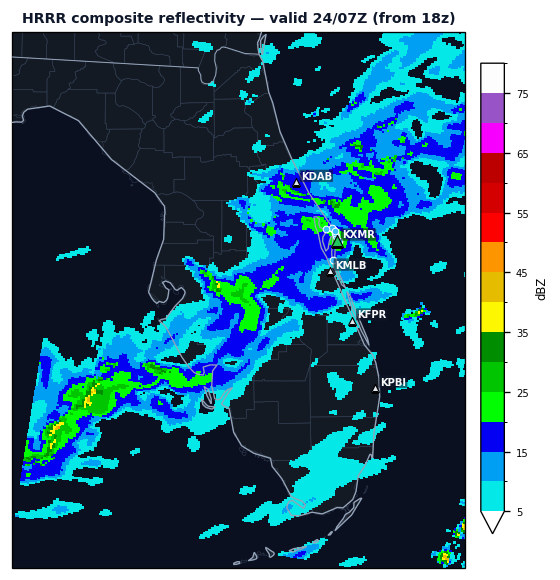 HRRR composite reflectivity — valid 24/07Z (from 18z)
KDAB
KXMR
KMLB
KFPR
KPBI
75
65
55
45
35
25
15
5
dBZ